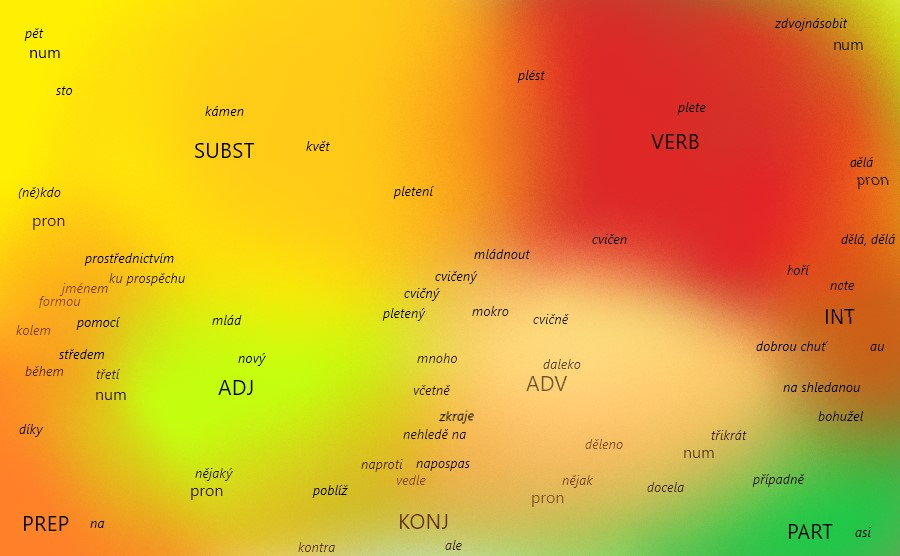 pět
num
sto
kámen
SUBST
květ
plést
zdvojnásobit
num
plete
VERB
dělá
pron
(ně)kdo
pron
pletení
cvičen
dělá, dělá
prostřednictvím
ku prospěchu
jménem
formou
mládnout
cvičený
cvičný
pletený
mokro
cvičně
hoří
note
INT
kolem
pomocí
mlád
středem
během
třetí
num
nový
ADJ
mnoho
daleko
ADV
včetně
dobrou chuť
au
na shledanou
zkraje
nehledě na
bohužel
díky
naproti
napospas
vedle
děleno
třikrát
num
nějaký
pron
poblíž
nějak
pron
docela
případně
PREP
na
KONJ
PART
asi
kontra
ale